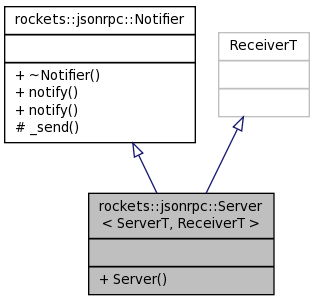 rockets::jsonrpc::Notifier
+ ~Notifier()
+ notify()
+ notify()
# _send()
ReceiverT
rockets::jsonrpc::Server
< ServerT, ReceiverT >
+ Server()